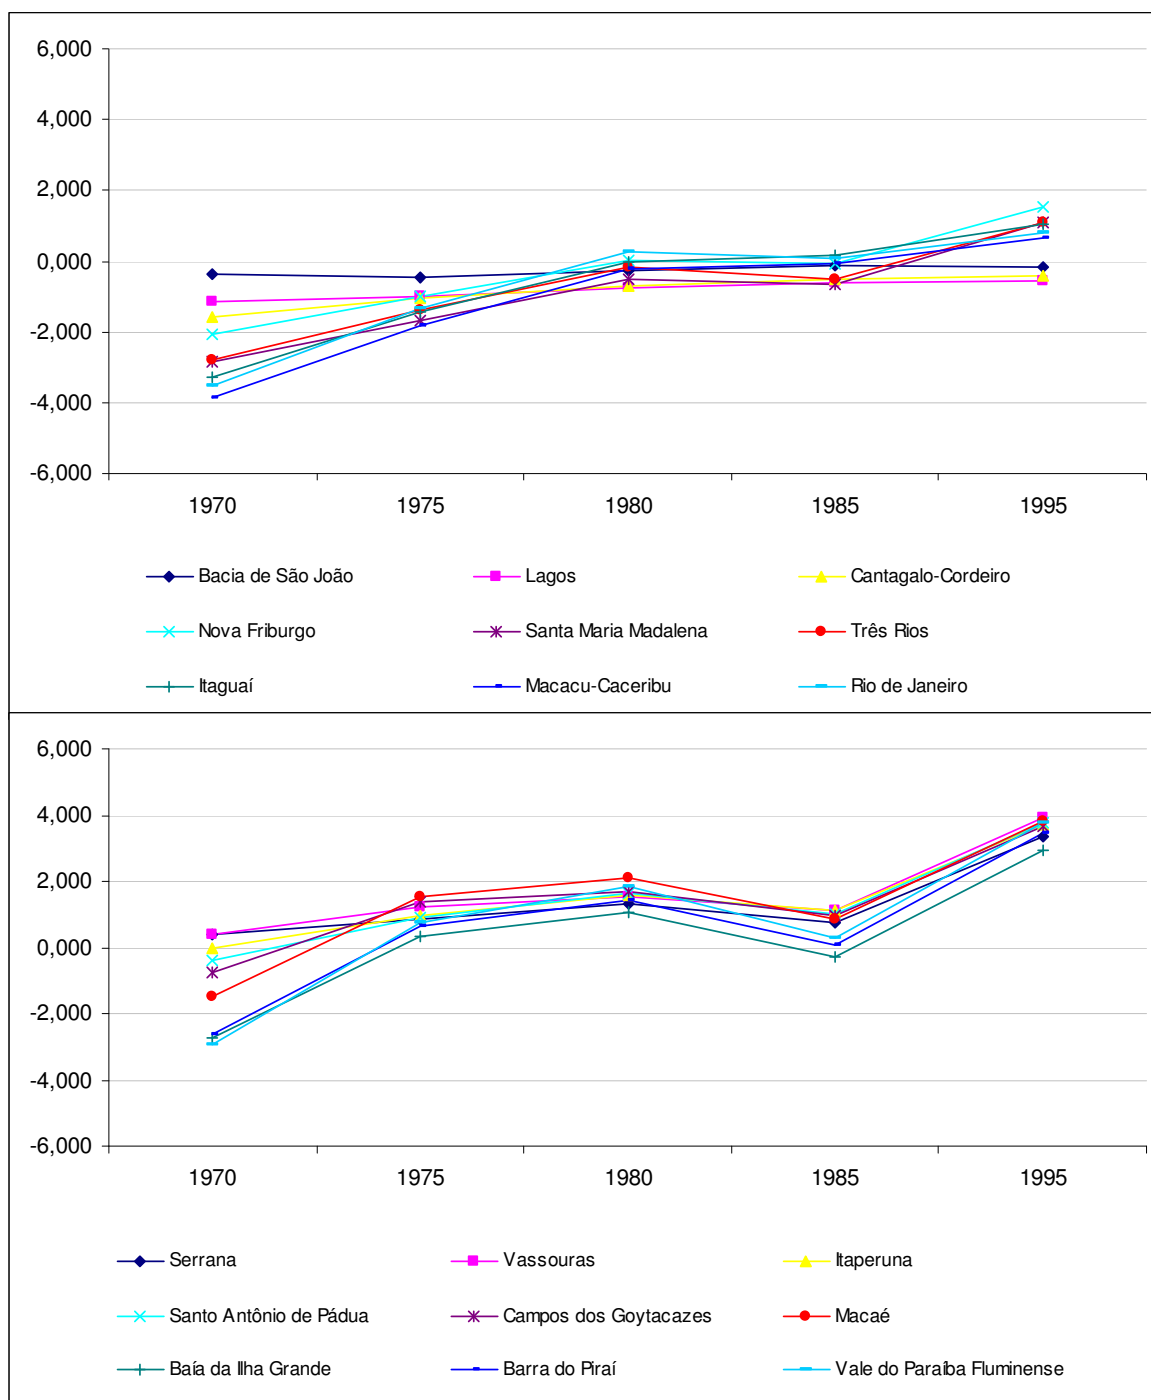 6,000
4,000
2,000
0,000
-2,000
-4,000
-6,000
1970 1975 1980 1985 1995
Bacia de São João Lagos Cantagalo-Cordeiro
Nova Friburgo Santa Maria Madalena Três Rios
Itaguaí Macacu-Caceribu Rio de Janeiro
6,000
4,000
2,000
0,000
-2,000
-4,000
-6,000
1970 1975 1980 1985 1995
Serrana Vassouras Itaperuna
Santo Antônio de Pádua Campos dos Goytacazes Macaé
Baía da Ilha Grande Barra do Piraí Vale do Paraíba Fluminense